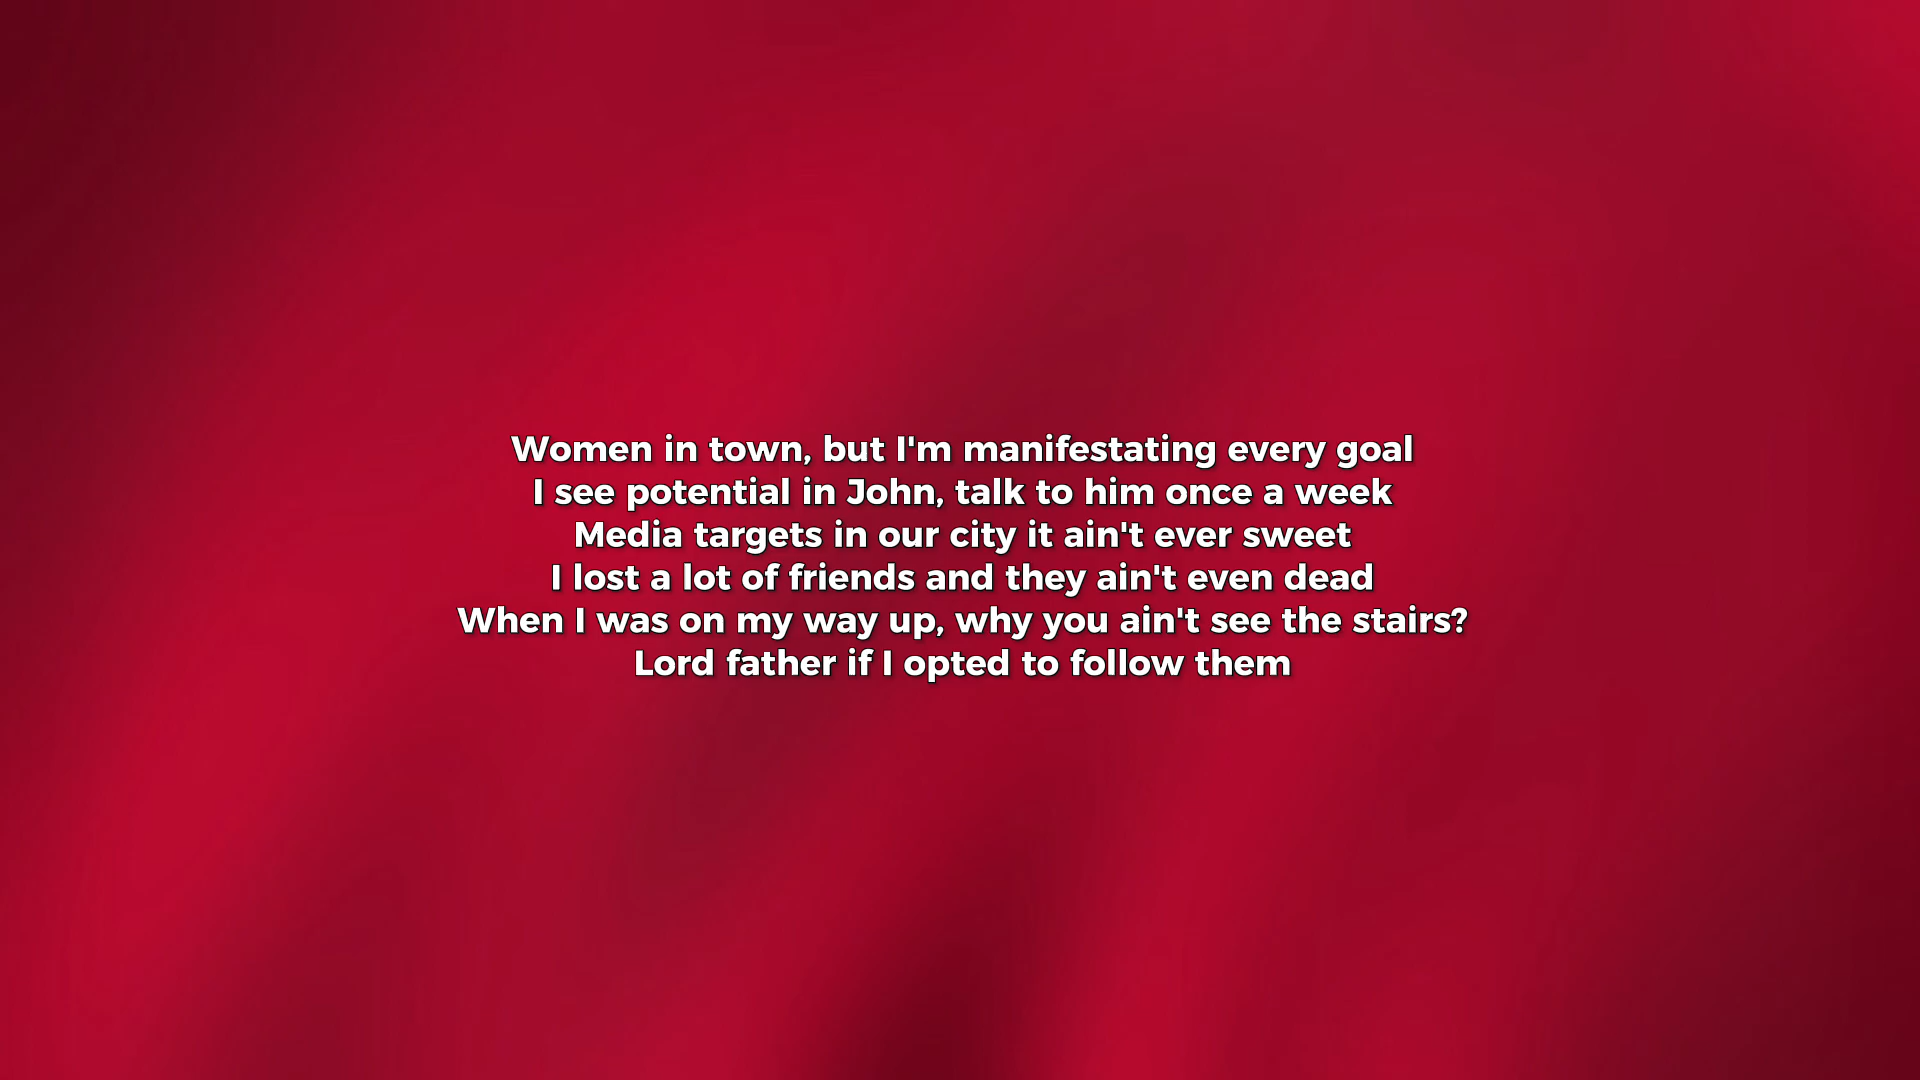 Women in town, but I'm manifestating every goal
I see potential in John, talk to him once a week
Media targets in our city it ain't ever sweet
I lost a lot of friends and they ain't even dead
When I was on my way up, why you ain't see the stairs?
Lord father if I opted to follow them